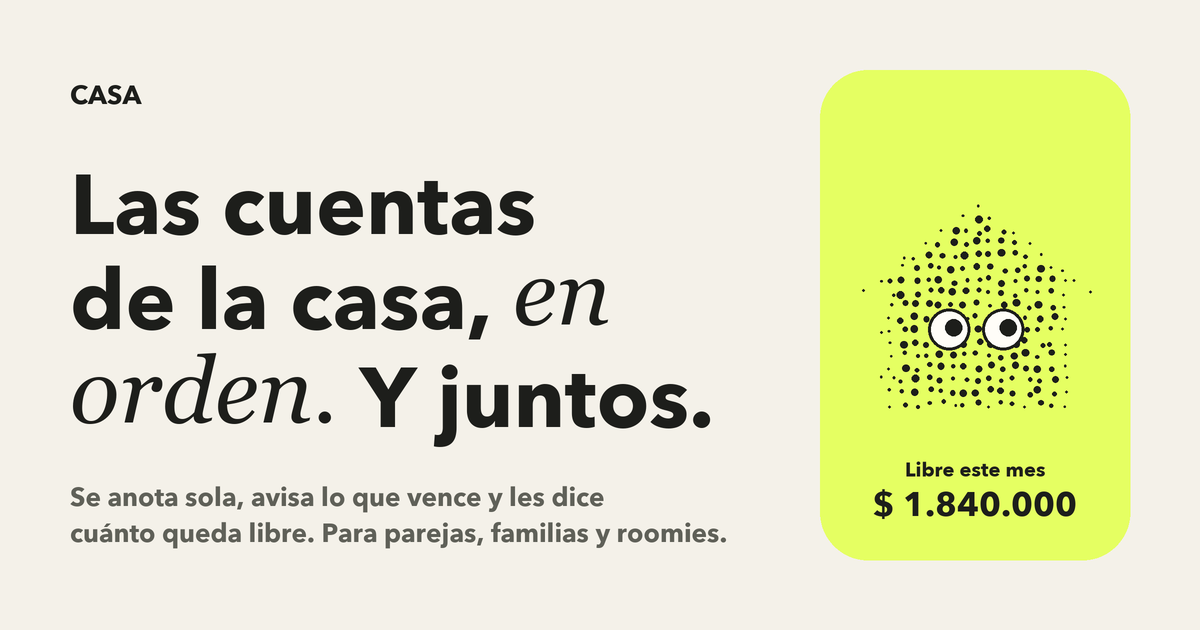 CASA
Las cuentas
de la casa, en
orden. Y juntos.
Se anota sola, avisa lo que vence y les dice
cuánto queda libre. Para parejas, familias y roomies.
Libre este mes
$ 1.840.000